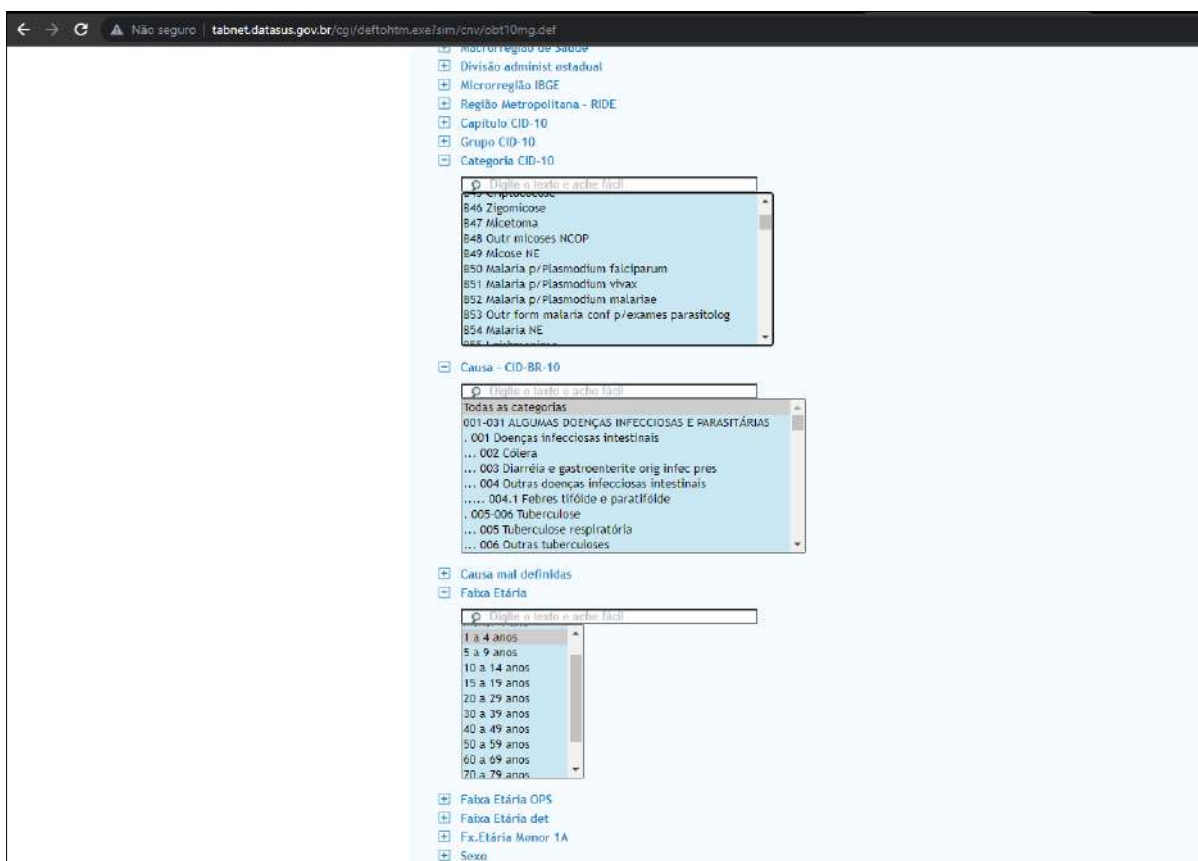 Não seguro | tabnet.datasus.gov.br/cgi/deftohtm.exe?sim/cnv/obt10mg.def
Macrorregião de Saúde
Divisão administ estadual
Microrregião IBGE
Região Metropolitana - RIDE
Capítulo CID-10
Grupo CID-10
Categoria CID-10
Digite o texto e ache fácil
B45 Criptococose
B46 Zigomicose
B47 Micetoma
B48 Outr micoses NCOP
B49 Micose NE
B50 Malaria p/Plasmodium falciparum
B51 Malaria p/Plasmodium vivax
B52 Malaria p/Plasmodium malariae
B53 Outr form malaria conf p/exames parasitolog
B54 Malaria NE
B55 Leishmaniose
Causa - CID-BR-10
Digite o texto e ache fácil
Todas as categorias
001-031 ALGUMAS DOENÇAS INFECCIOSAS E PARASITÁRIAS
. 001 Doenças infecciosas intestinais
... 002 Cólera
... 003 Diarréia e gastroenterite orig infec pres
... 004 Outras doenças infecciosas intestinais
..... 004.1 Febres tifóide e paratifóide
. 005-006 Tuberculose
... 005 Tuberculose respiratória
... 006 Outras tuberculoses
Causa mal definidas
Faixa Etária
Digite o texto e ache fácil
1 a 4 anos
5 a 9 anos
10 a 14 anos
15 a 19 anos
20 a 29 anos
30 a 39 anos
40 a 49 anos
50 a 59 anos
60 a 69 anos
70 a 79 anos
Faixa Etária OPS
Faixa Etária det
Fx.Etária Menor 1A
Sexo